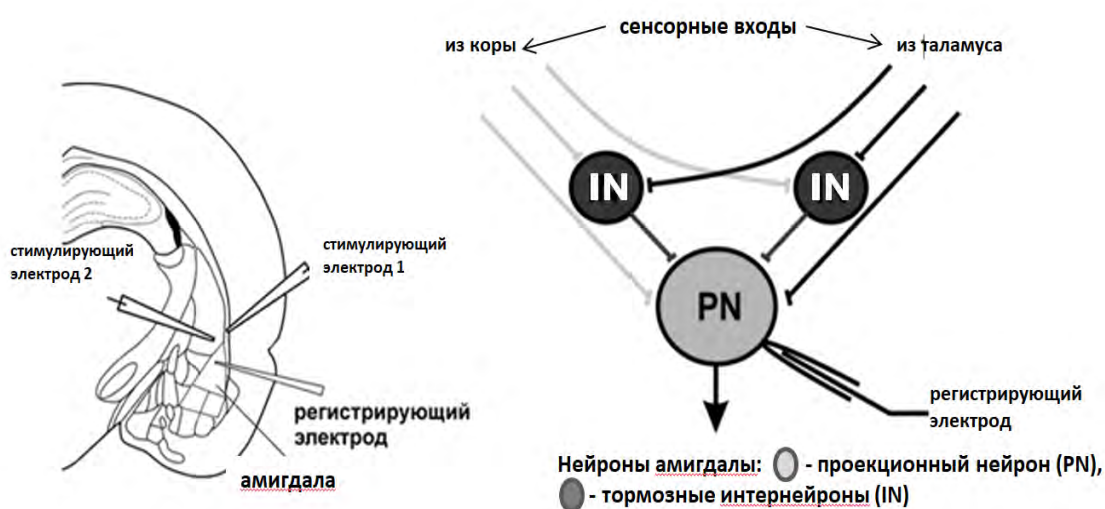 сенсорные входы
из коры
из таламуса
IN
IN
PN
стимулирующий
электрод 2
стимулирующий
электрод 1
регистрирующий
электрод
амигдала
регистрирующий
электрод
Нейроны амигдалы: - проекционный нейрон (PN),
- тормозные интернейроны (IN)